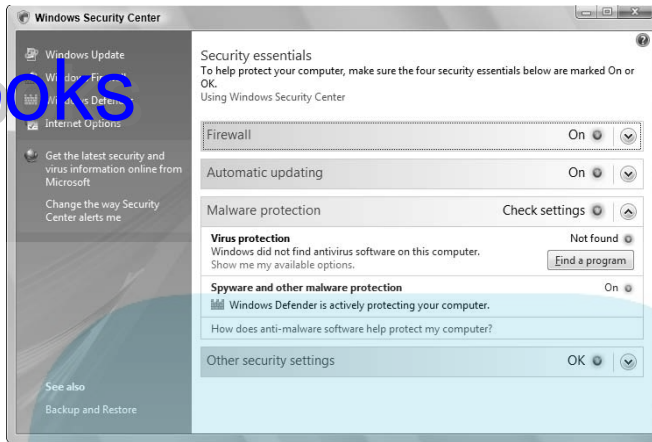 Windows Security Center
Windows Update
Windows Firewall
Windows Defender
Internet Options
Get the latest security and
virus information online from
Microsoft
Change the way Security
Center alerts me
See also
Backup and Restore
ooks
Security essentials
To help protect your computer, make sure the four security essentials below are marked On or
OK.
Using Windows Security Center
Firewall On
Automatic updating On
Malware protection Check settings
Virus protection Not found
Windows did not find antivirus software on this computer.
Show me my available options. Find a program
Spyware and other malware protection On
Windows Defender is actively protecting your computer.
How does anti-malware software help protect my computer?
Other security settings OK